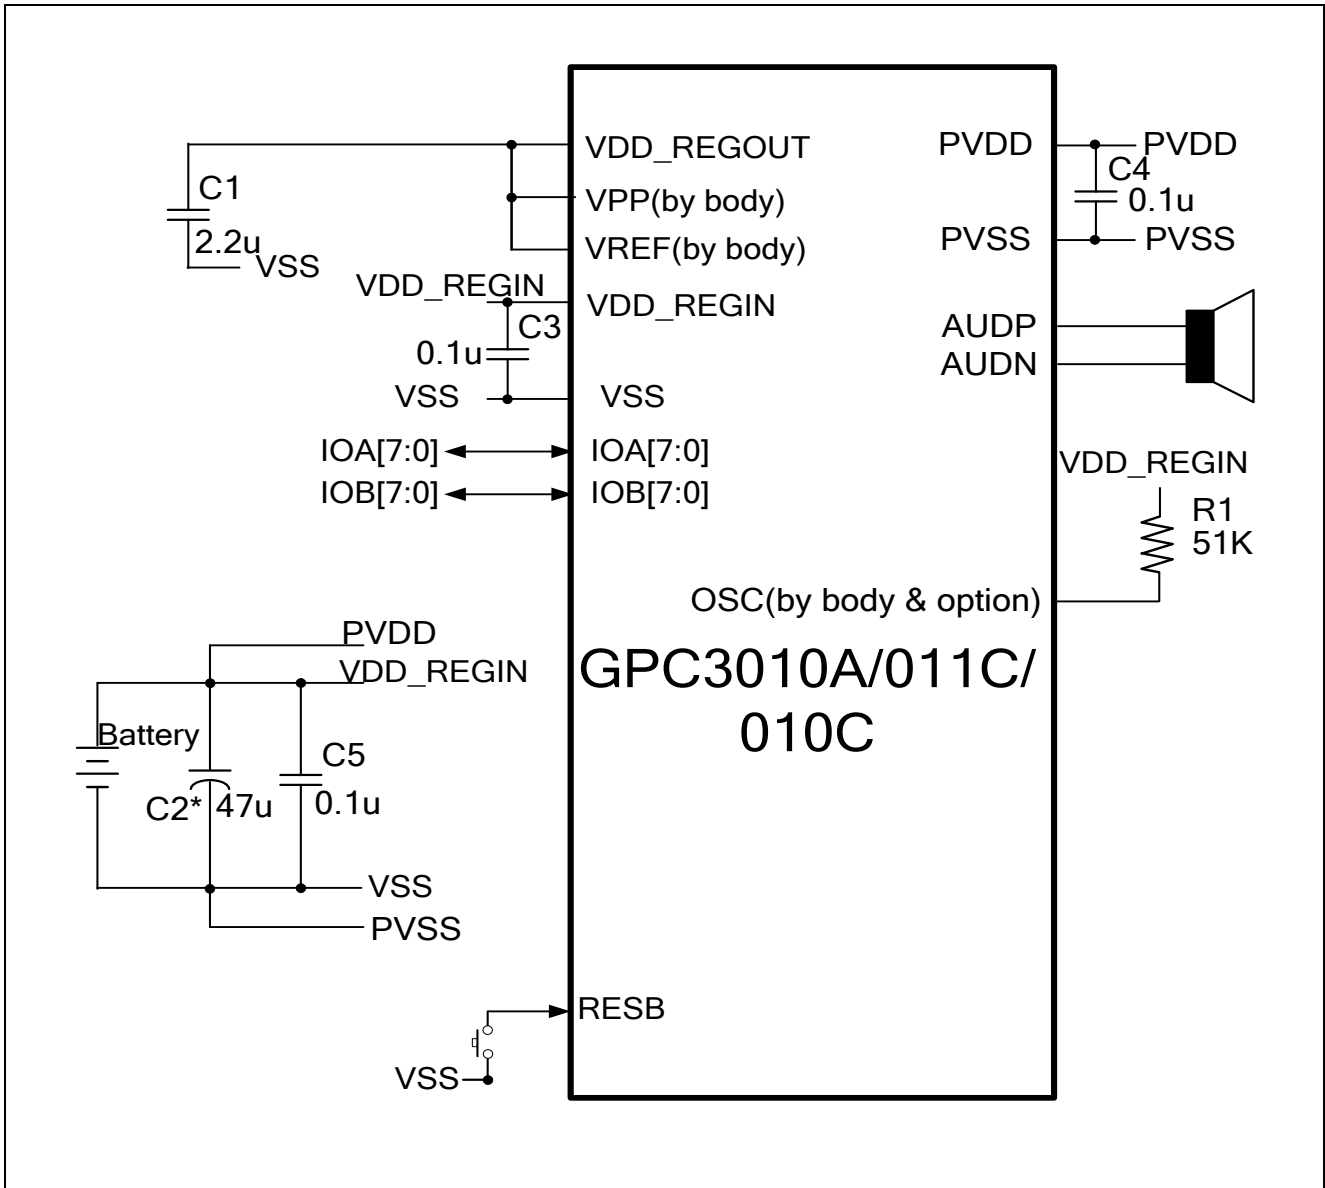 VDD_REGOUT
PVDD
PVDD
C1
C4
VPP(by body)
0.1u
2.2u
VREF(by body)
PVSS
PVSS
VSS
VDD_REGIN
VDD_REGIN
C3
0.1u
AUDP
AUDN
VSS
VSS
IOA[7:0]
IOA[7:0]
VDD_REGIN
IOB[7:0]
IOB[7:0]
R1
51K
OSC(by body & option)
PVDD
GPC3010A/011C/
010C
VDD_REGIN
Battery
C5
C2* 47u
0.1u
VSS
PVSS
RESB
VSS